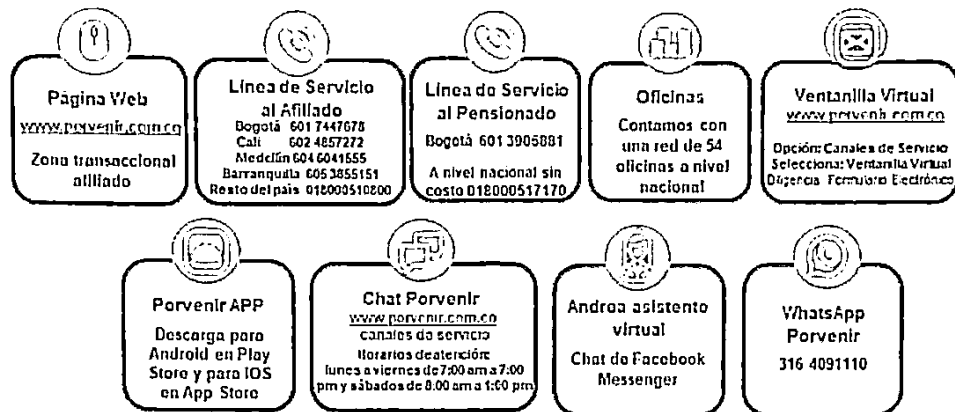 Página Web
www.porvenir.com.co
Zona transaccional
afiliado
Línea de Servicio
al Afiliado
Bogotá 601 7447678
Cali 602 4857272
Medellín 604 6041555
Barranquilla 605 3855151
Resto del país 018000510800
Línea de Servicio
al Pensionado
Bogotá 601 3905881
A nivel nacional sin
costo 018000517170
Oficinas
Contamos con
una red de 54
oficinas a nivel
nacional
Ventanilla Virtual
www.porvenir.com.co
Opción: Canales de Servicio
Selecciona: Ventanilla Virtual
Diligencia Formulario Electrónico
Porvenir APP
Descarga para
Android en Play
Store y para IOS
en App Store
Chat Porvenir
www.porvenir.com.co
canales de servicio
Horarios de atención:
lunes a viernes de 7:00 am a 7:00
pm y sábados de 8:00 am a 1:00 pm
Andrea asistente
virtual
Chat de Facebook
Messenger
WhatsApp
Porvenir
316 4091110